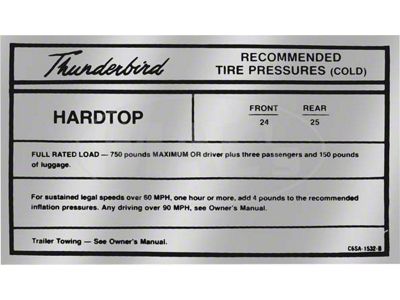 Thunderbird
RECOMMENDED
TIRE PRESSURES (COLD)
HARDTOP
FRONT REAR
24 25
FULL RATED LOAD — 750 pounds MAXIMUM OR driver plus three passengers and 150 pounds
of luggage.
For sustained legal speeds over 60 MPH, one hour or more, add 4 pounds to the recommended
inflation pressures. Any driving over 90 MPH, see Owner's Manual.
Trailer Towing — See Owner's Manual.
C6SA-1532-B